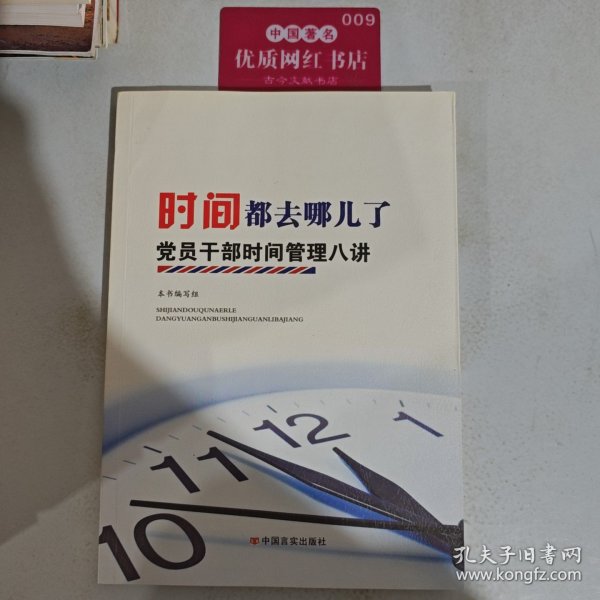 009
中国著名
优质网红书店
古今文献书店
时间都去哪儿了
党员干部时间管理八讲
本书编写组
SHIJIANDOUQUNAERLE
DANGYUANGANBUSHIJIANGUANLIBAJIANG
12
1
11
10
中国言实出版社
孔夫子旧书网
www.kongfz.com